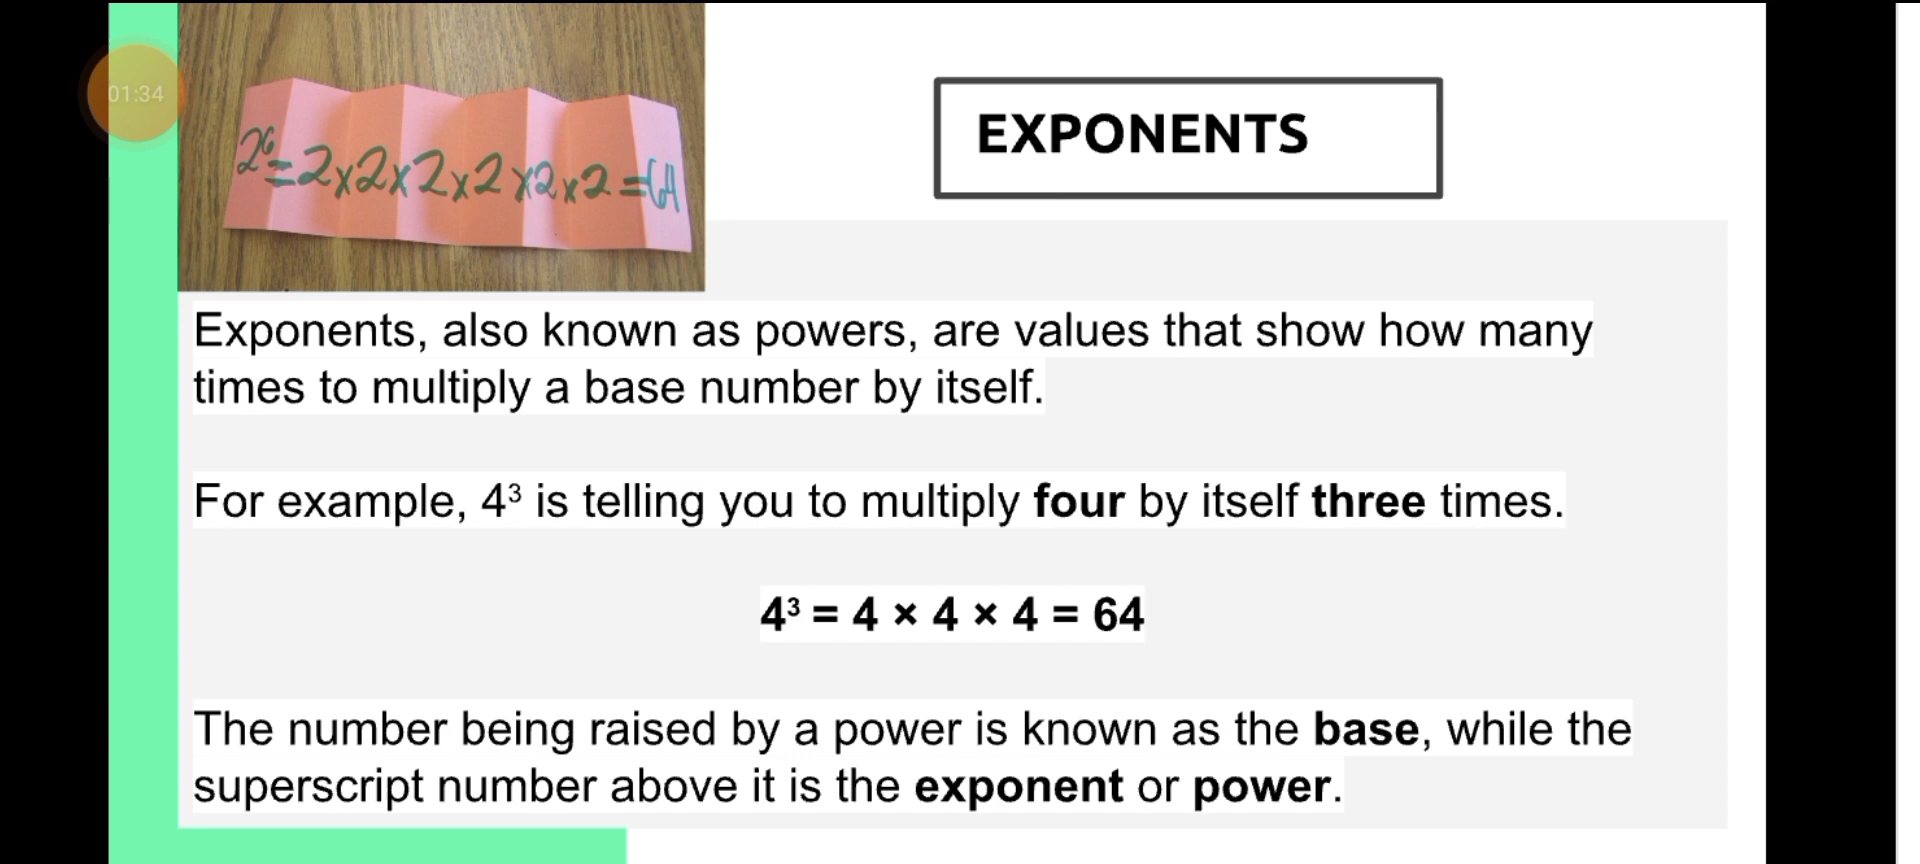 01:34
2⁶=2x2x2x2x2x2=64
EXPONENTS
Exponents, also known as powers, are values that show how many
times to multiply a base number by itself.
For example, 4³ is telling you to multiply four by itself three times.
4³ = 4 × 4 × 4 = 64
The number being raised by a power is known as the base, while the
superscript number above it is the exponent or power.